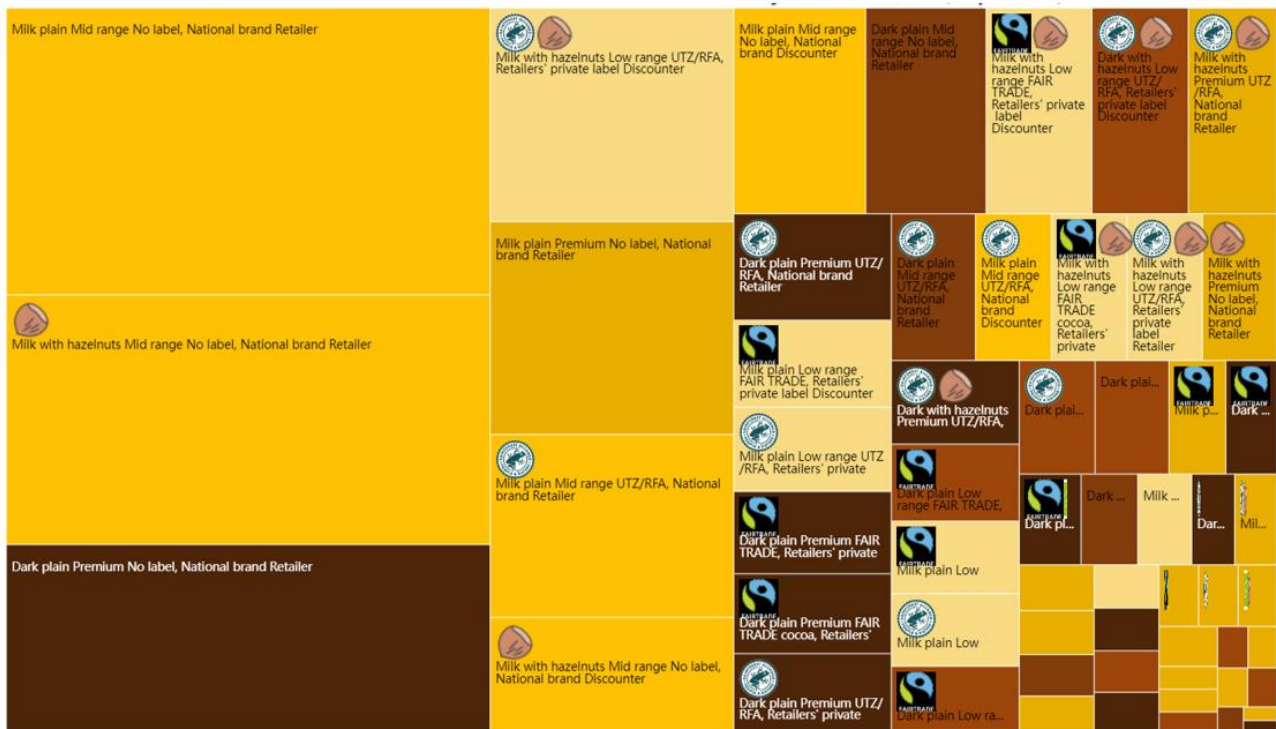 Milk plain Mid range No label, National brand Retailer
Milk with hazelnuts Mid range No label, National brand Retailer
Dark plain Premium No label, National brand Retailer
Milk with hazelnuts Low range UTZ/RFA,
Retailers' private label Discounter
Milk plain Premium No label, National
brand Retailer
Milk plain Mid range UTZ/RFA, National
brand Retailer
Milk with hazelnuts Mid range No label,
National brand Discounter
Milk plain Mid range
No label, National
brand Discounter
Dark plain Mid
range No label,
National brand
Retailer
FAIRTRADE
Milk with
hazelnuts Low
range FAIR
TRADE,
Retailers' private
label
Discounter
Dark with
hazelnuts Low
range UTZ/
RFA, Retailers'
private label
Discounter
Milk with
hazelnuts
Premium UTZ
/RFA,
National
brand
Retailer
Dark plain Premium UTZ/
RFA, National brand
Retailer
FAIRTRADE
Milk plain Low range
FAIR TRADE, Retailers'
private label Discounter
Milk plain Low range UTZ
/RFA, Retailers' private
FAIRTRADE
Dark plain Premium FAIR
TRADE, Retailers' private
FAIRTRADE
Dark plain Premium FAIR
TRADE cocoa, Retailers'
Dark plain Premium UTZ/
RFA, Retailers' private
Dark plain
Mid range
UTZ/RFA,
National
brand
Retailer
Milk plain
Mid range
UTZ/RFA,
National
brand
Discounter
FAIRTRADE
Milk with
hazelnuts
Low range
FAIR
TRADE
cocoa,
Retailers'
private
Milk with
hazelnuts
Low range
UTZ/RFA,
Retailers'
private
label
Retailer
Milk with
hazelnuts
Premium
No label,
National
brand
Retailer
Dark with hazelnuts
Premium UTZ/RFA,
FAIRTRADE
Dark plain Low
range FAIR TRADE,
FAIRTRADE
Milk plain Low
Milk plain Low
FAIRTRADE
Dark plain Low ra...
Dark plai...
Dark plai...
FAIRTRADE
Milk p...
FAIRTRADE
Dark ...
FAIRTRADE
Dark pl...
Dark ...
Milk ...
Dar...
Mil...